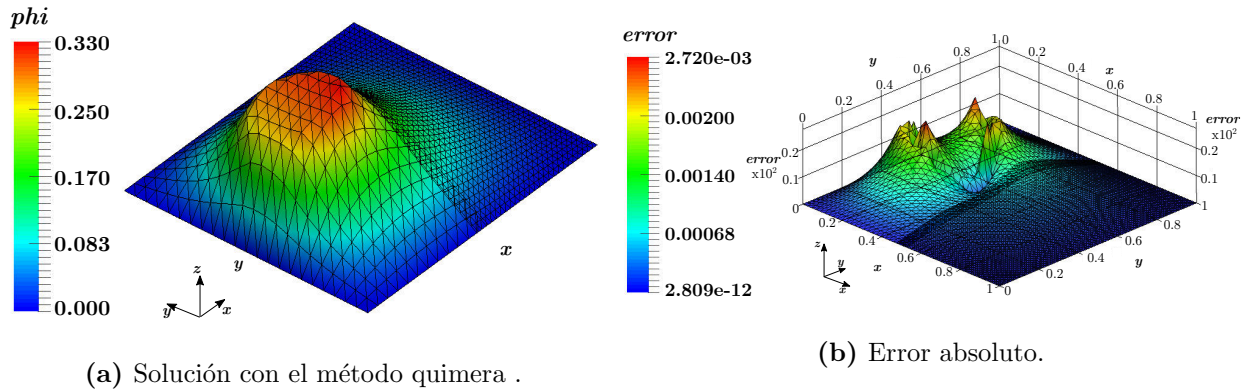 phi
0.330
0.250
0.170
0.083
0.000
z
y
x
y
x
(a) Solución con el método quimera .
error
2.720e-03
0.00200
0.00140
0.00068
2.809e-12
1
0
0.8
0.2
y
0.6
0.4
x
0.4
0.6
0.2
0.8
0
1
error
x10²
0.2
0.1
0
error
x10²
0.2
0.1
1
0.2
0.4
x
0.6
0.8
1
0
0.2
0.4
y
0.6
0.8
z
y
x
(b) Error absoluto.